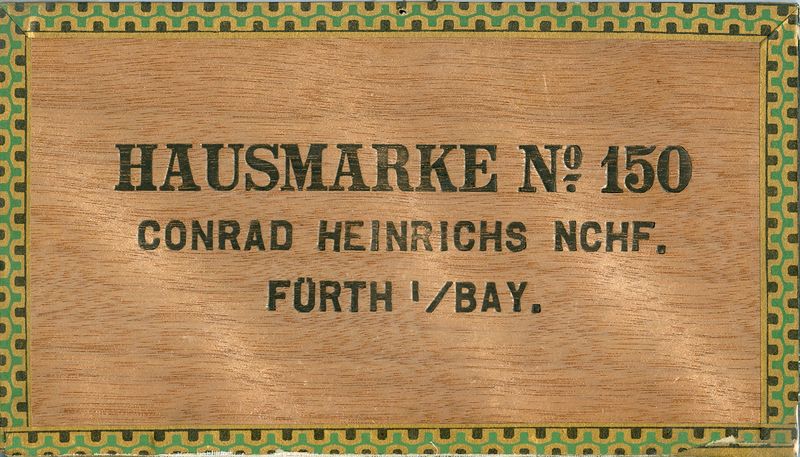 HAUSMARKE Nº 150
CONRAD HEINRICHS NCHF.
FÜRTH I/BAY.